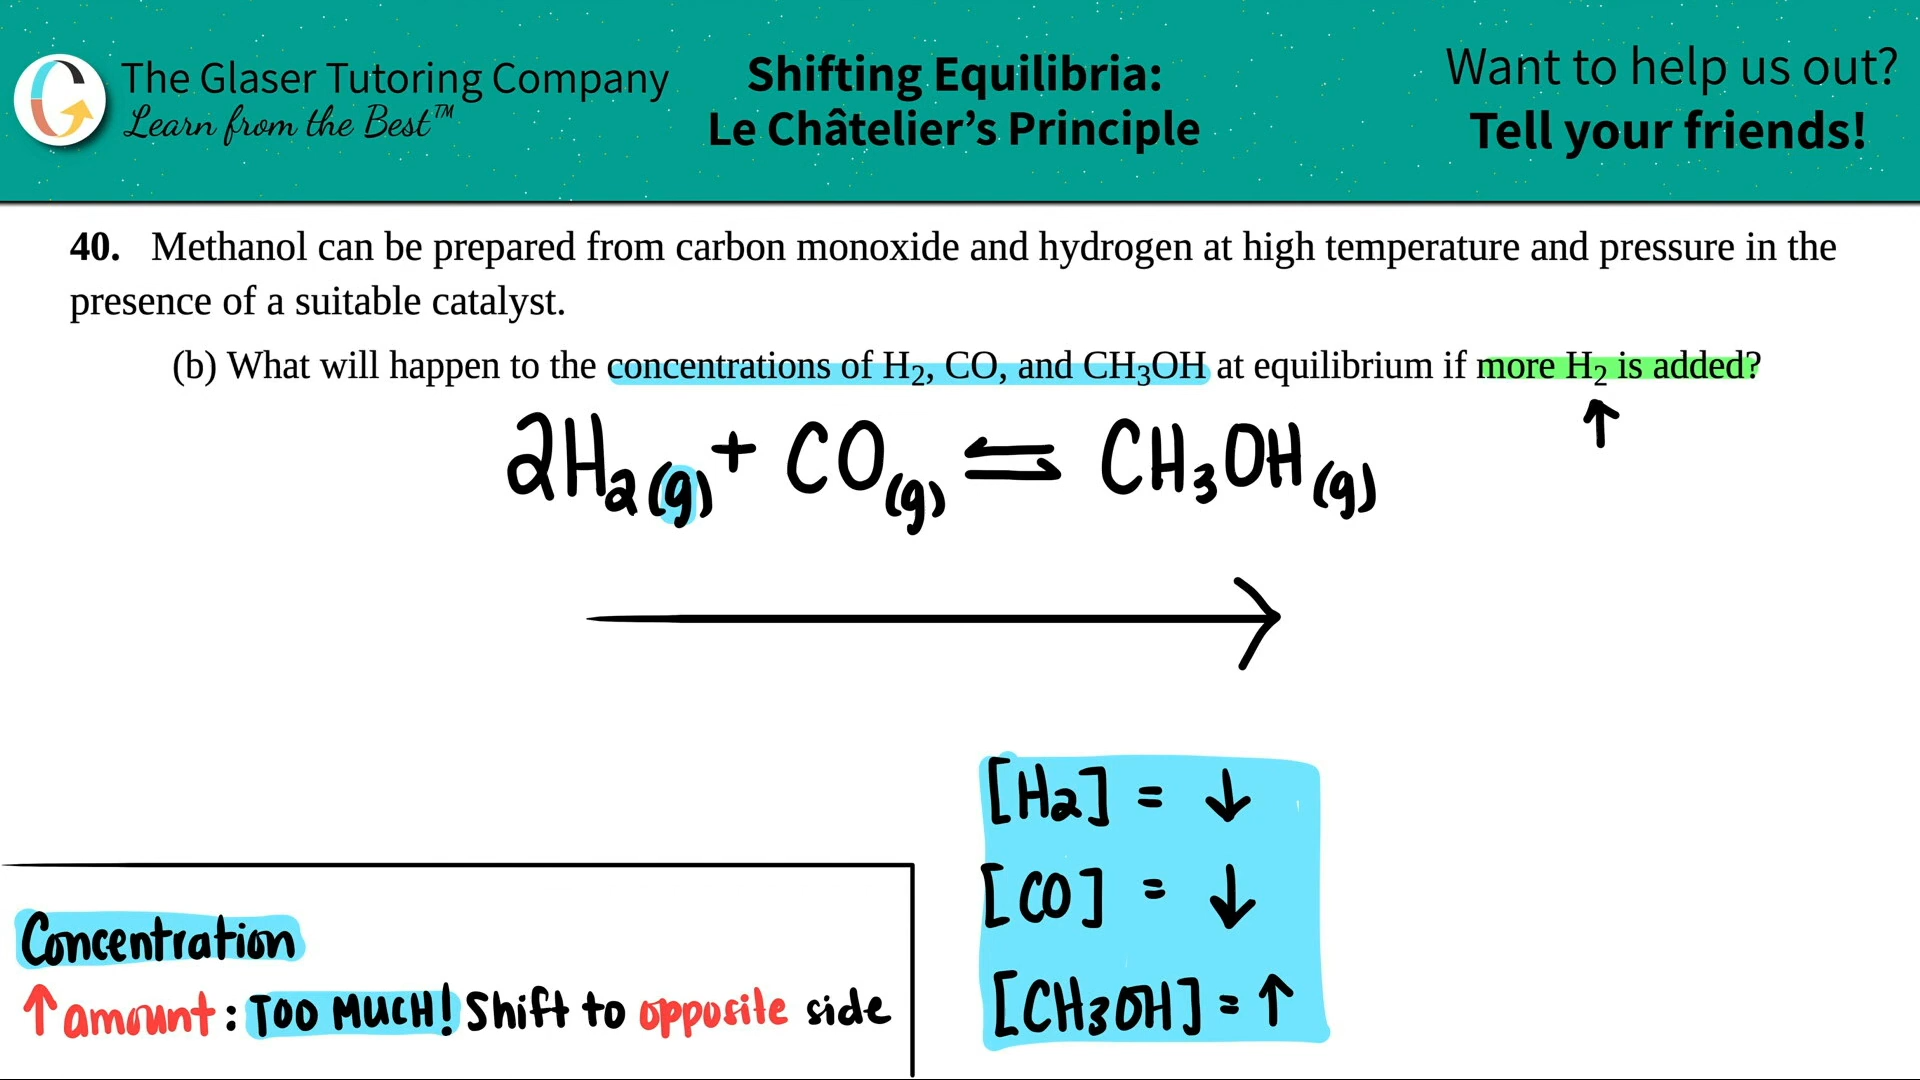 The Glaser Tutoring Company
Learn from the Best™
Shifting Equilibria:
Le Châtelier's Principle
Want to help us out?
Tell your friends!
40. Methanol can be prepared from carbon monoxide and hydrogen at high temperature and pressure in the
presence of a suitable catalyst.
(b) What will happen to the concentrations of H₂, CO, and CH₃OH at equilibrium if more H₂ is added?
↑
2H₂(g) + CO(g) ⇌ CH₃OH(g)
[H₂] = ↓
[CO] = ↓
[CH₃OH] = ↑
Concentration
↑ amount: TOO MUCH! Shift to opposite side